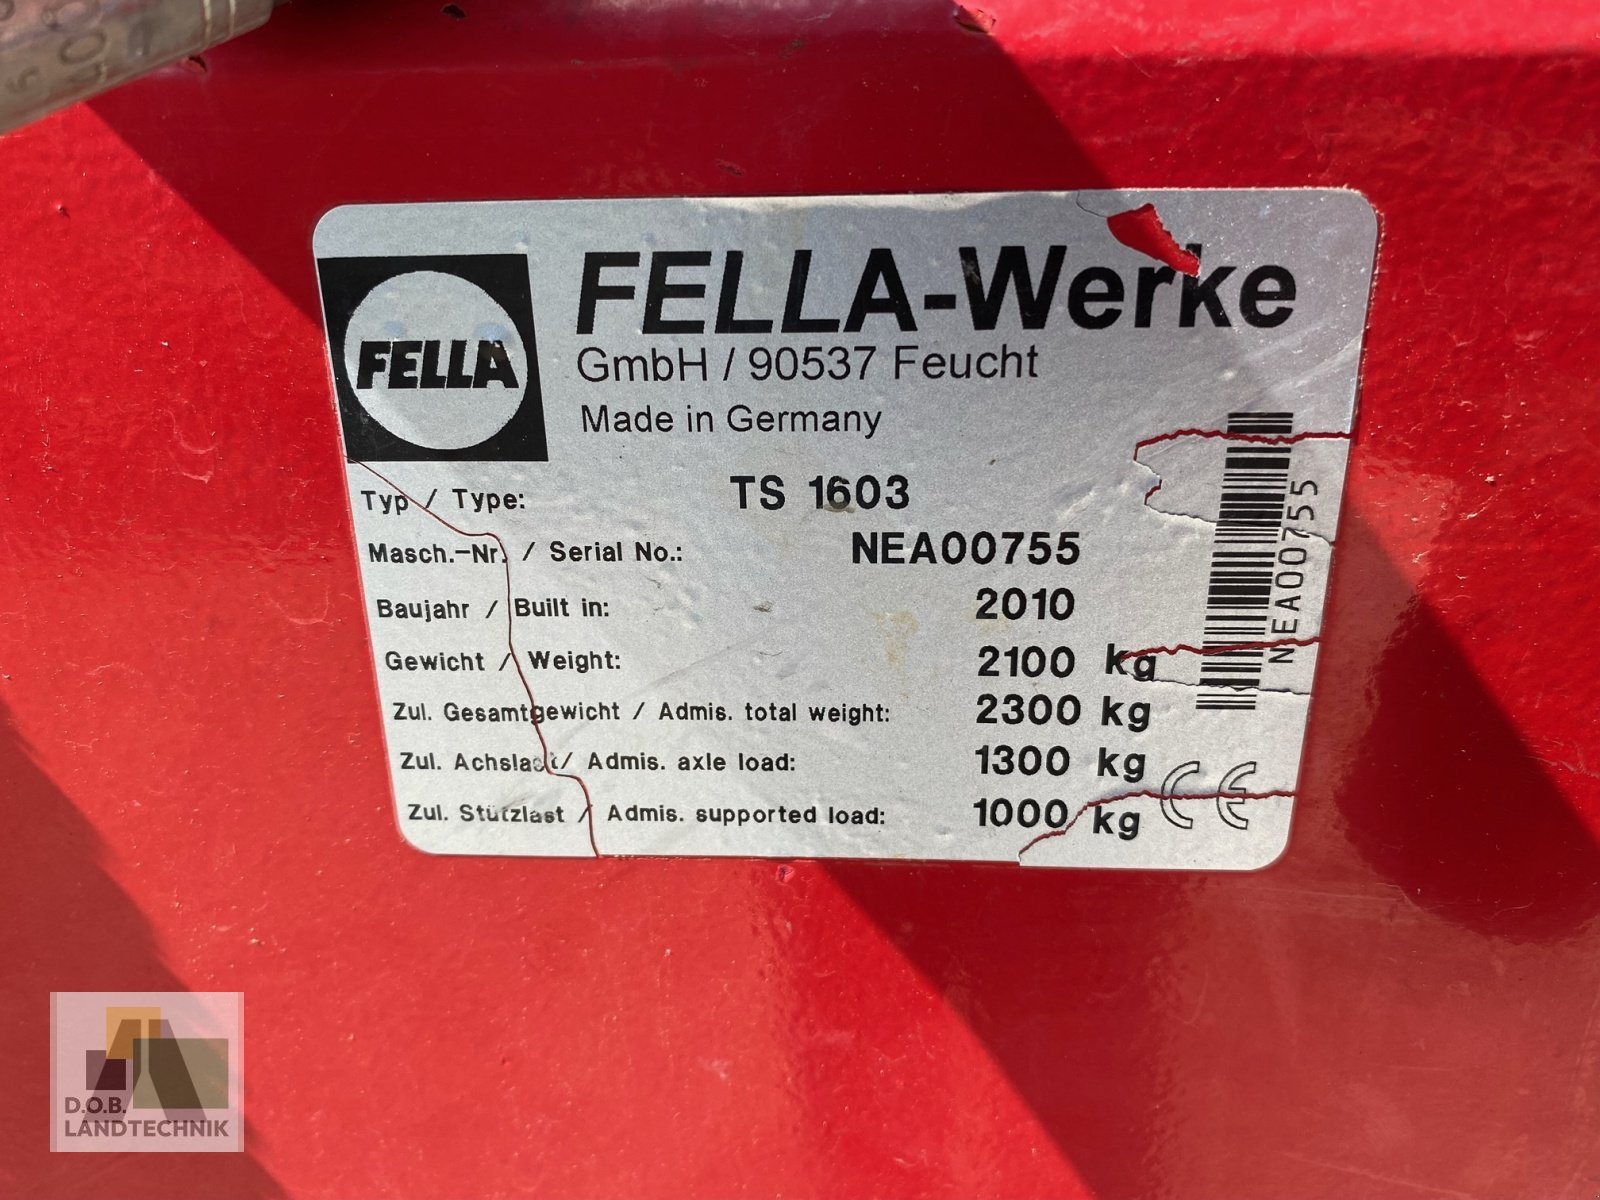 FELLA
FELLA-Werke
GmbH / 90537 Feucht
Made in Germany
Typ / Type: TS 1603
Masch.-Nr. / Serial No.: NEA00755
Baujahr / Built in: 2010
Gewicht / Weight: 2100 kg
Zul. Gesamtgewicht / Admis. total weight: 2300 kg
Zul. Achslast/ Admis. axle load: 1300 kg
Zul. Stützlast / Admis. supported load: 1000 kg
CE
NEA00755
D.O.B.
LANDTECHNIK